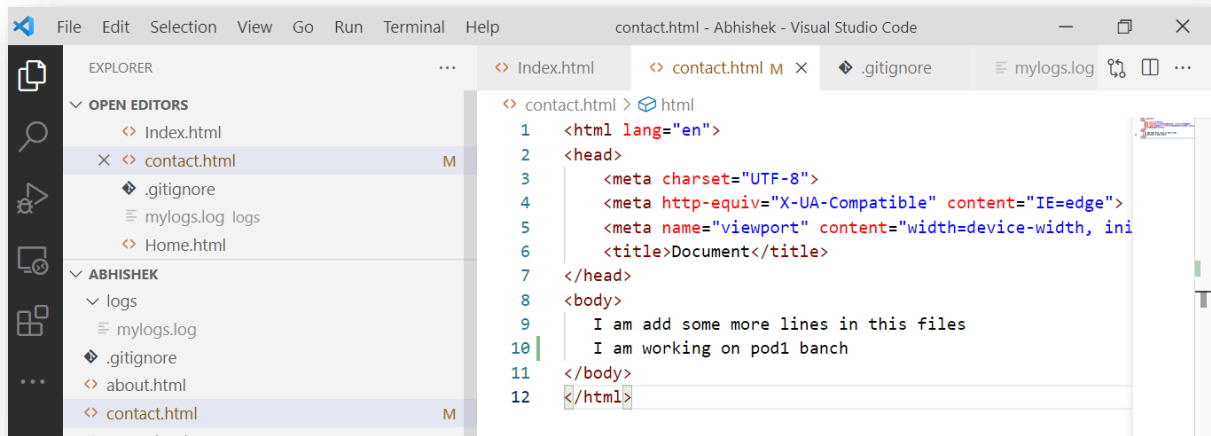 File Edit Selection View Go Run Terminal Help contact.html - Abhishek - Visual Studio Code
EXPLORER
OPEN EDITORS
Index.html
contact.html M
.gitignore
mylogs.log logs
Home.html
ABHISHEK
logs
mylogs.log
.gitignore
about.html
contact.html M
Index.html contact.html M .gitignore mylogs.log
contact.html > html
1 <html lang="en">
2 <head>
3 <meta charset="UTF-8">
4 <meta http-equiv="X-UA-Compatible" content="IE=edge">
5 <meta name="viewport" content="width=device-width, ini
6 <title>Document</title>
7 </head>
8 <body>
9 I am add some more lines in this files
10 I am working on pod1 banch
11 </body>
12 </html>